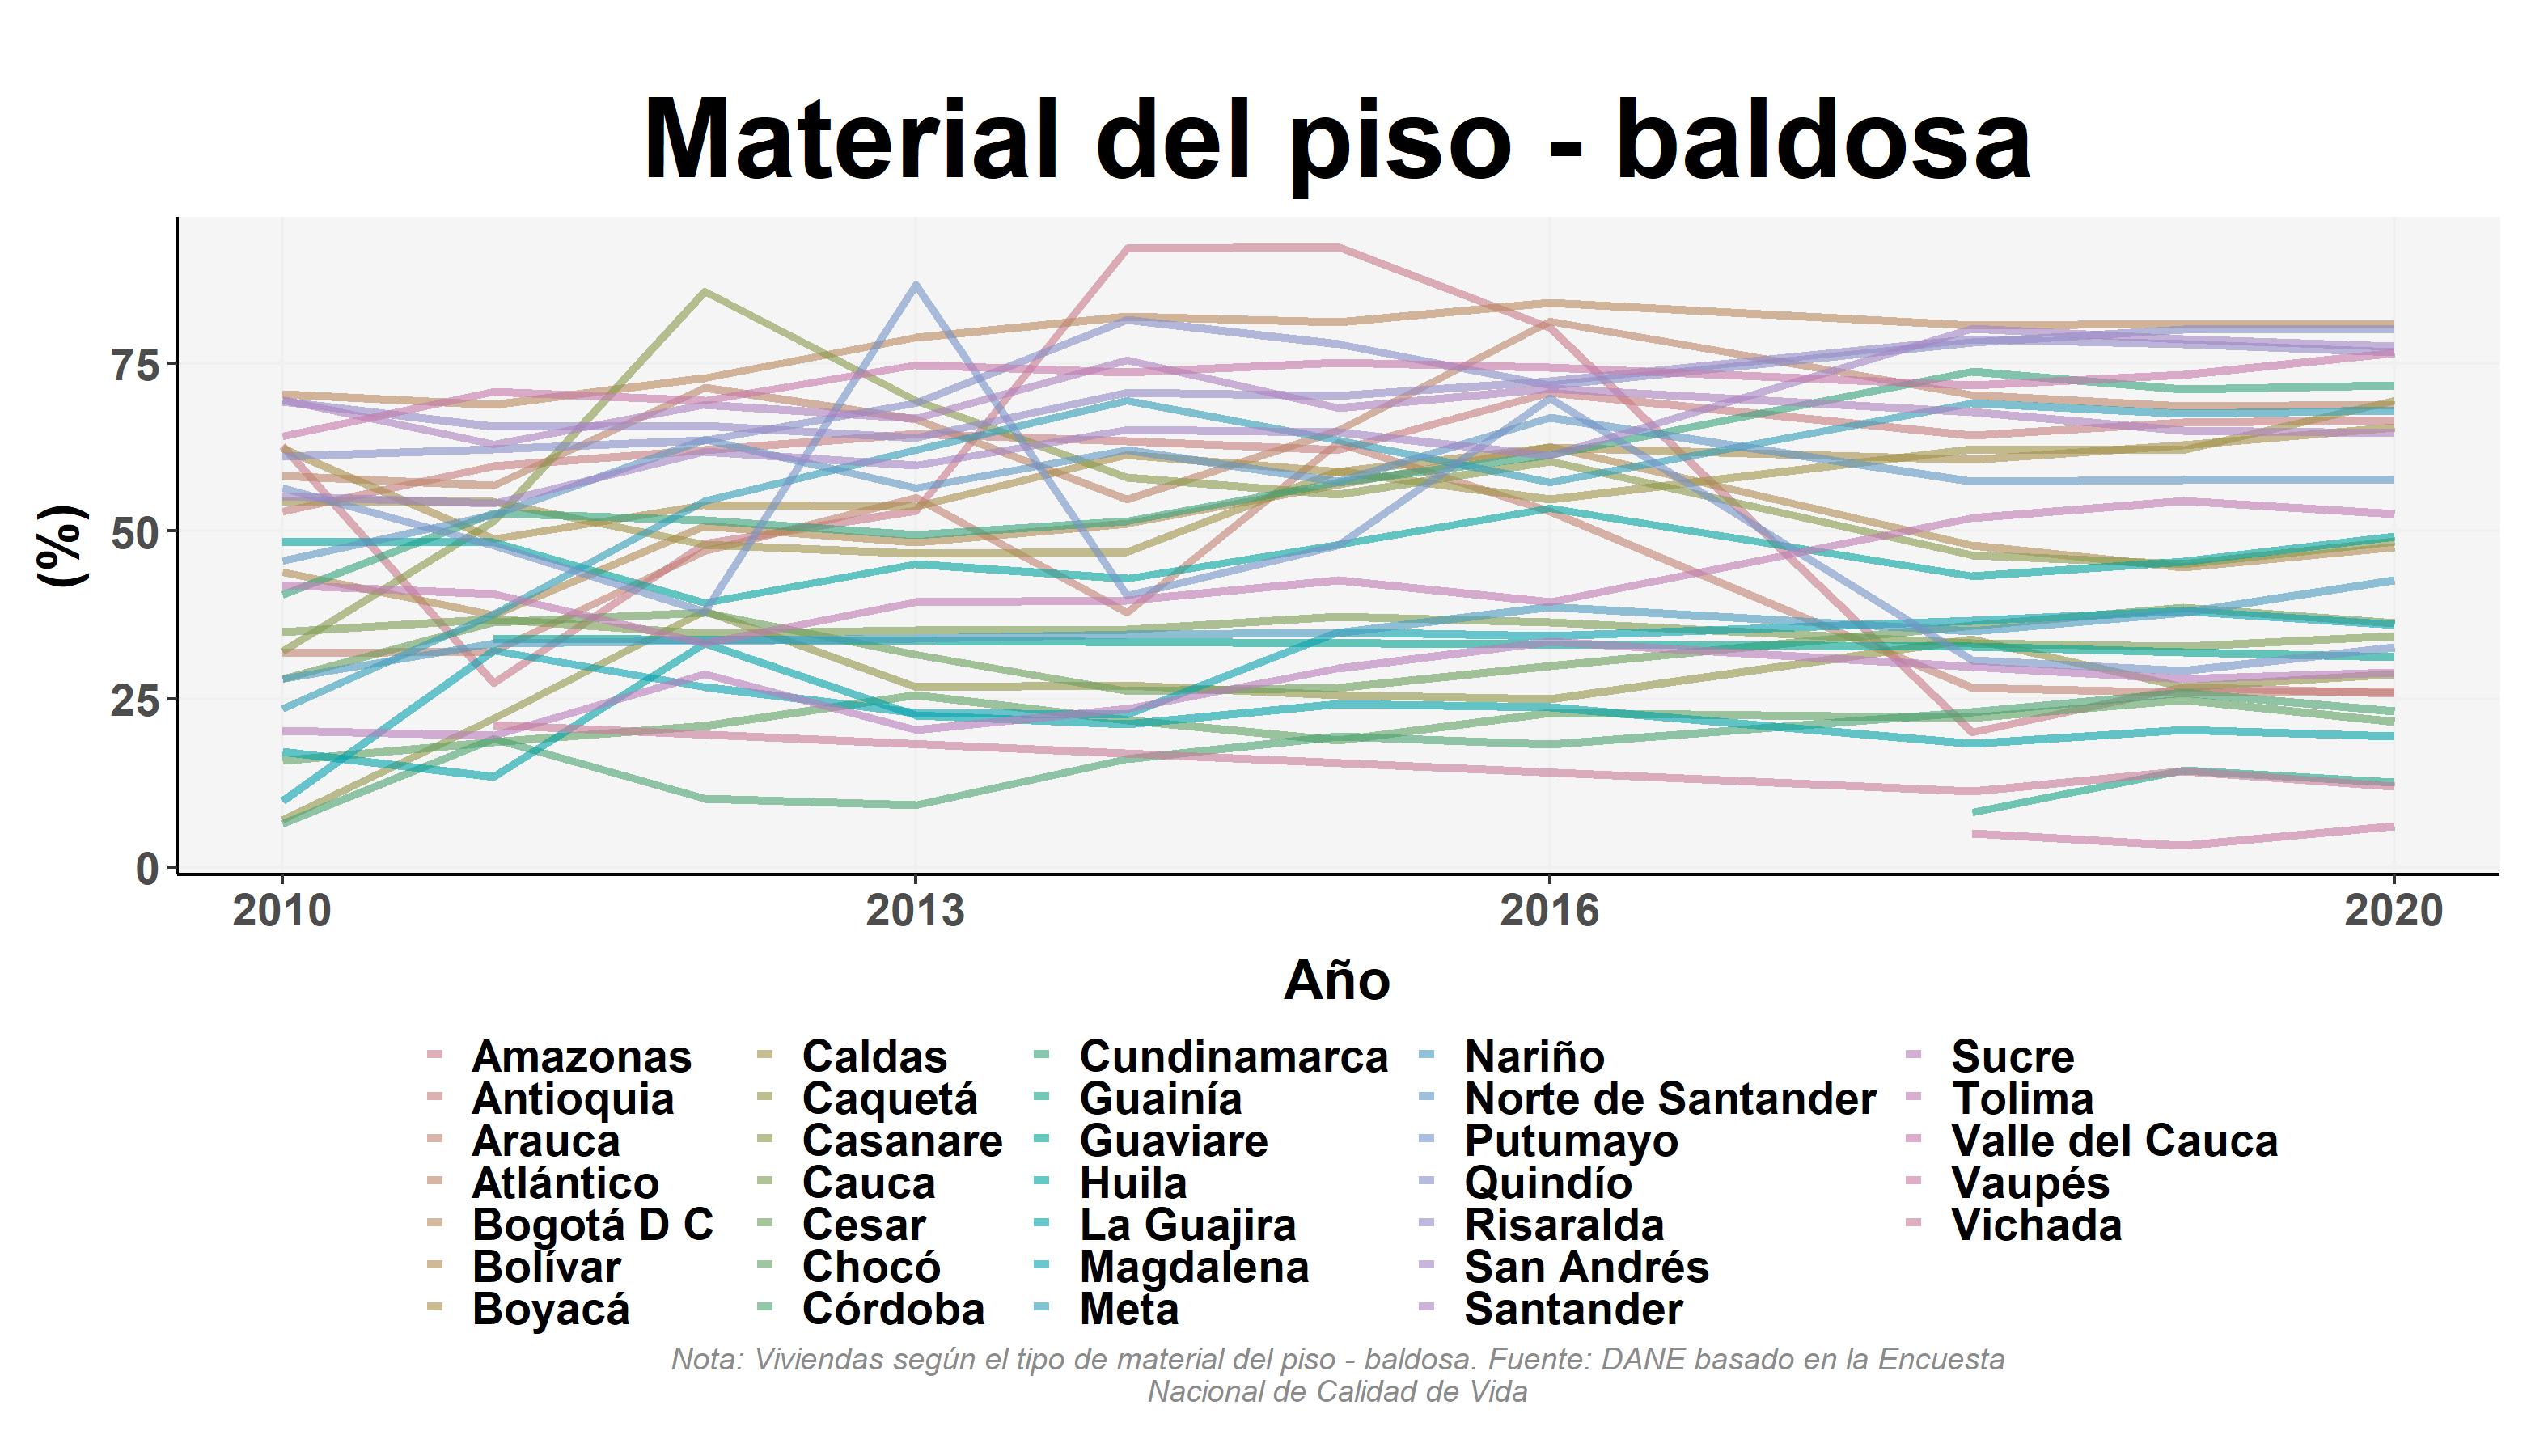 Material del piso - baldosa
(%)
75
50
25
0
2010 2013 2016 2020
Año
Amazonas Caldas Cundinamarca Nariño Sucre
Antioquia Caquetá Guainía Norte de Santander Tolima
Arauca Casanare Guaviare Putumayo Valle del Cauca
Atlántico Cauca Huila Quindío Vaupés
Bogotá D C Cesar La Guajira Risaralda Vichada
Bolívar Chocó Magdalena San Andrés
Boyacá Córdoba Meta Santander
Nota: Viviendas según el tipo de material del piso - baldosa. Fuente: DANE basado en la Encuesta
Nacional de Calidad de Vida